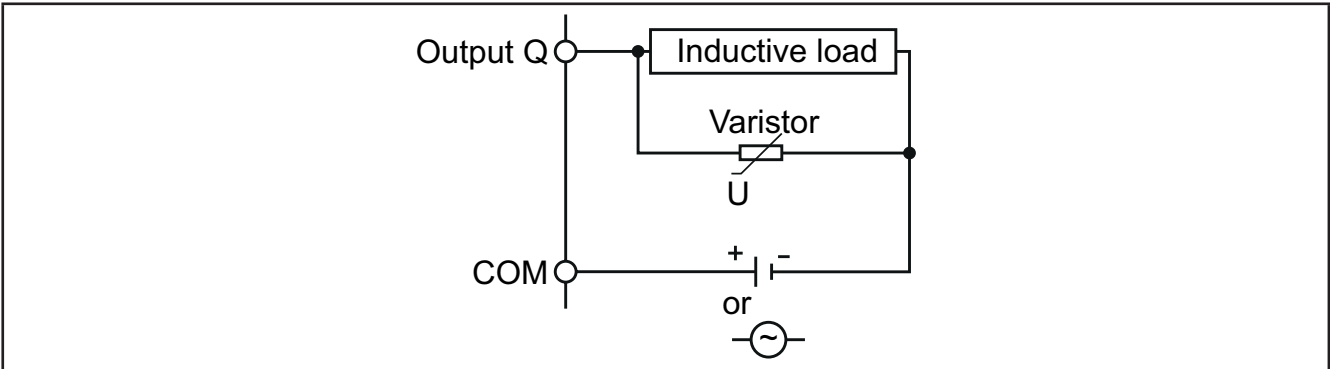 Output Q
Inductive load
Varistor
U
COM
+ -
or
~